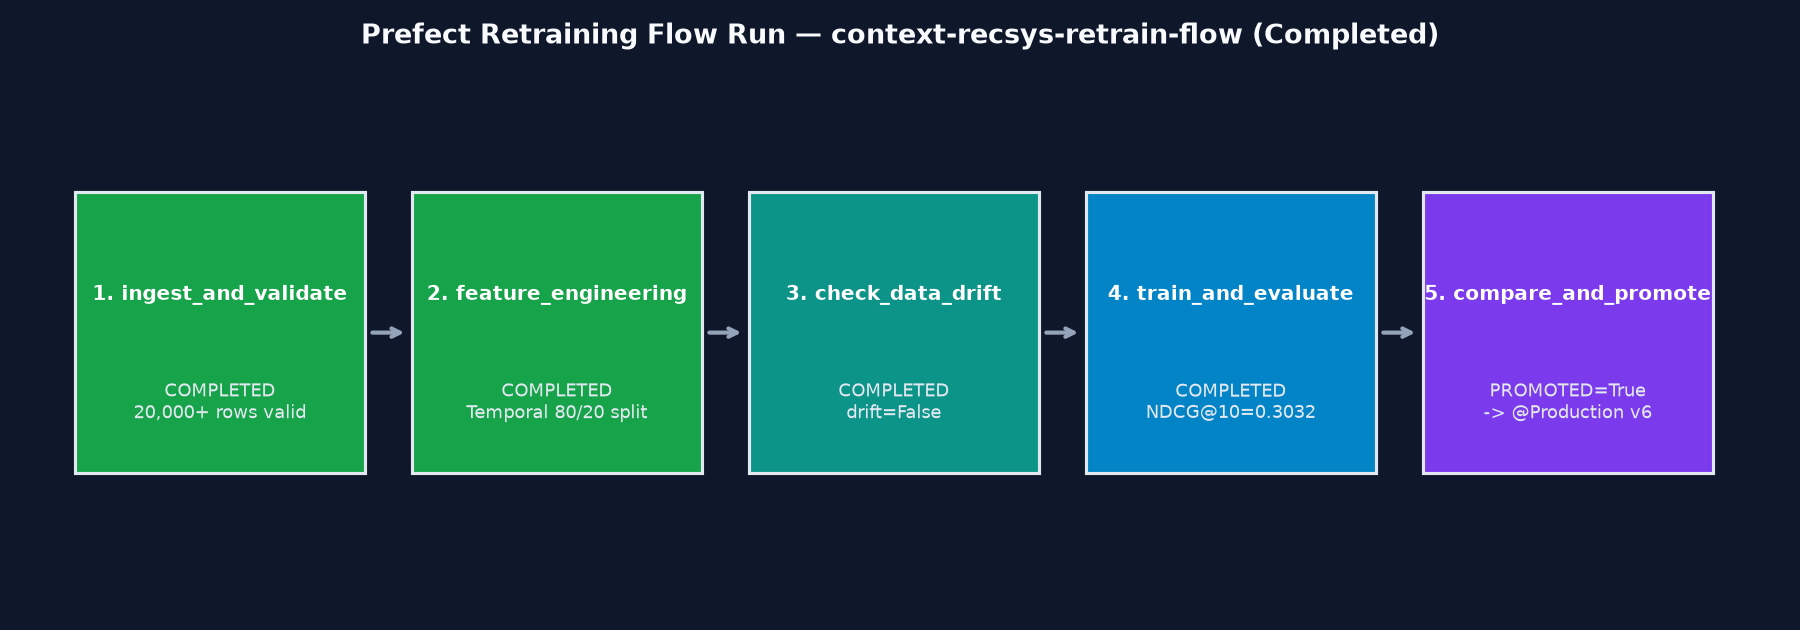 Prefect Retraining Flow Run — context-recsys-retrain-flow (Completed)
1. ingest_and_validate
COMPLETED
20,000+ rows valid
2. feature_engineering
COMPLETED
Temporal 80/20 split
3. check_data_drift
COMPLETED
drift=False
4. train_and_evaluate
COMPLETED
NDCG@10=0.3032
5. compare_and_promote
PROMOTED=True
-> @Production v6